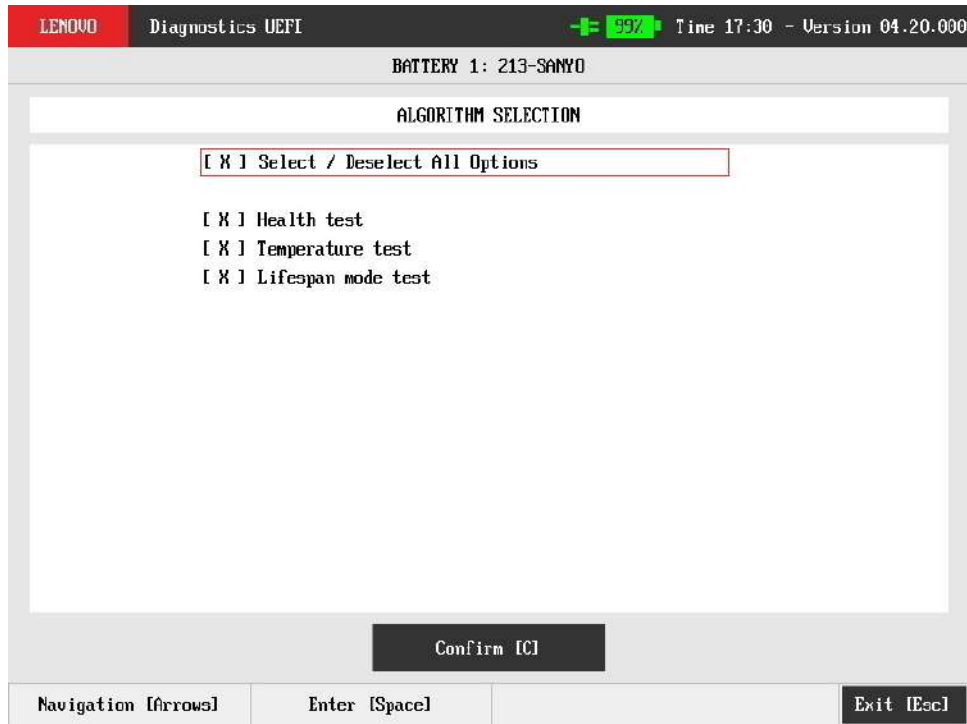 LENOVO Diagnostics UEFI 99% Time 17:30 - Version 04.20.000
BATTERY 1: 213-SANYO
ALGORITHM SELECTION
[ X ] Select / Deselect All Options
[ X ] Health test
[ X ] Temperature test
[ X ] Lifespan mode test
Confirm [C]
Navigation [Arrows] Enter [Space] Exit [Esc]